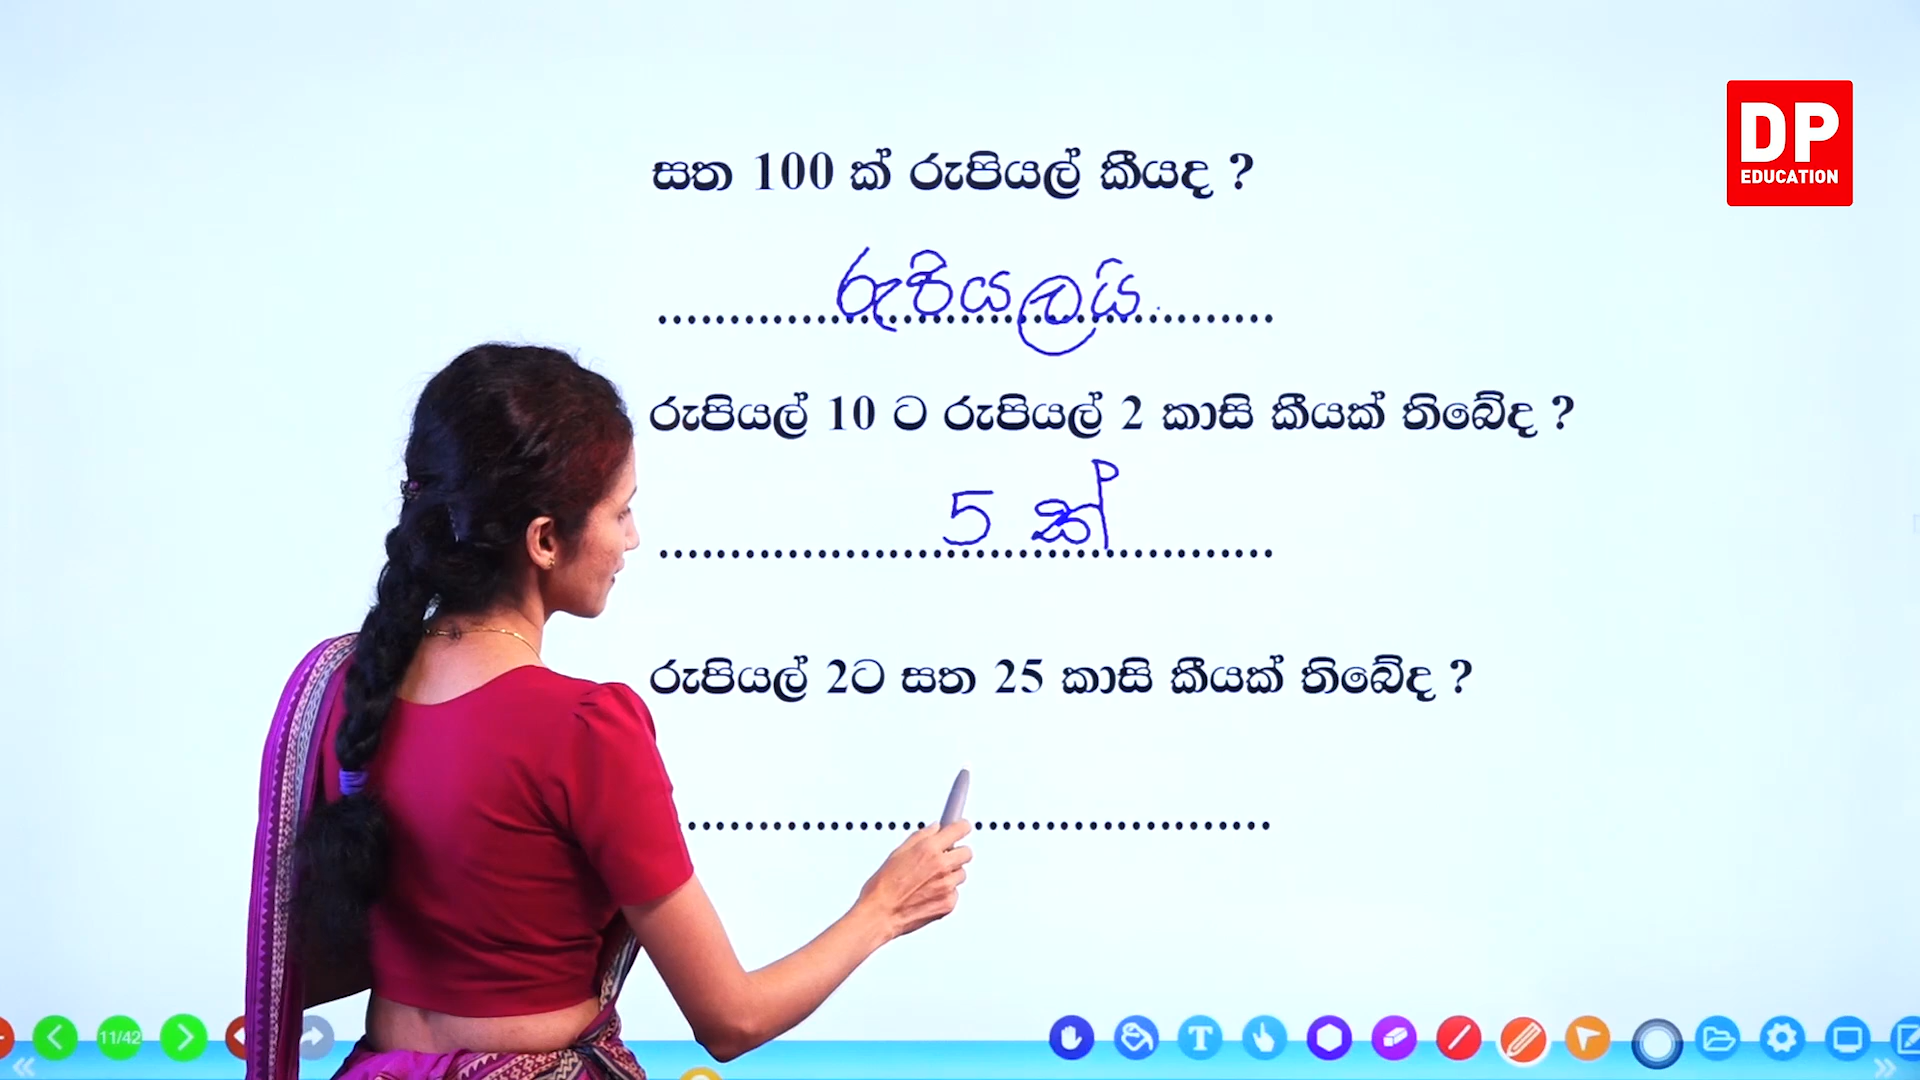 DP
EDUCATION
සත 100 ක් රුපියල් කීයද ?
රුපියලයි
රුපියල් 10 ට රුපියල් 2 කාසි කීයක් තිබේද ?
5 ක්
රුපියල් 2ට සත 25 කාසි කීයක් තිබේද ?
11/42